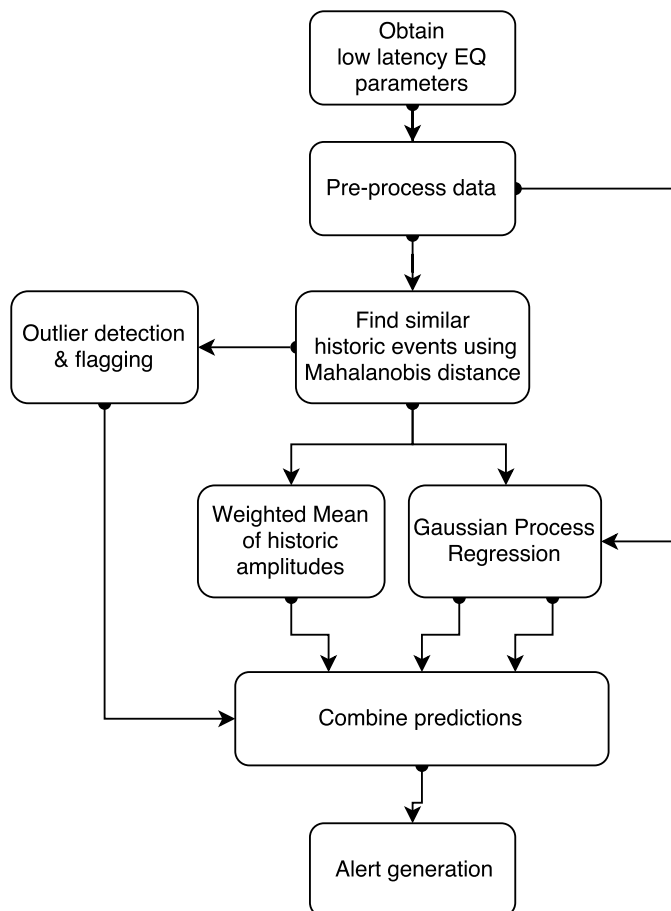 Obtain
low latency EQ
parameters
Pre-process data
Outlier detection
& flagging
Find similar
historic events using
Mahalanobis distance
Weighted Mean
of historic
amplitudes
Gaussian Process
Regression
Combine predictions
Alert generation